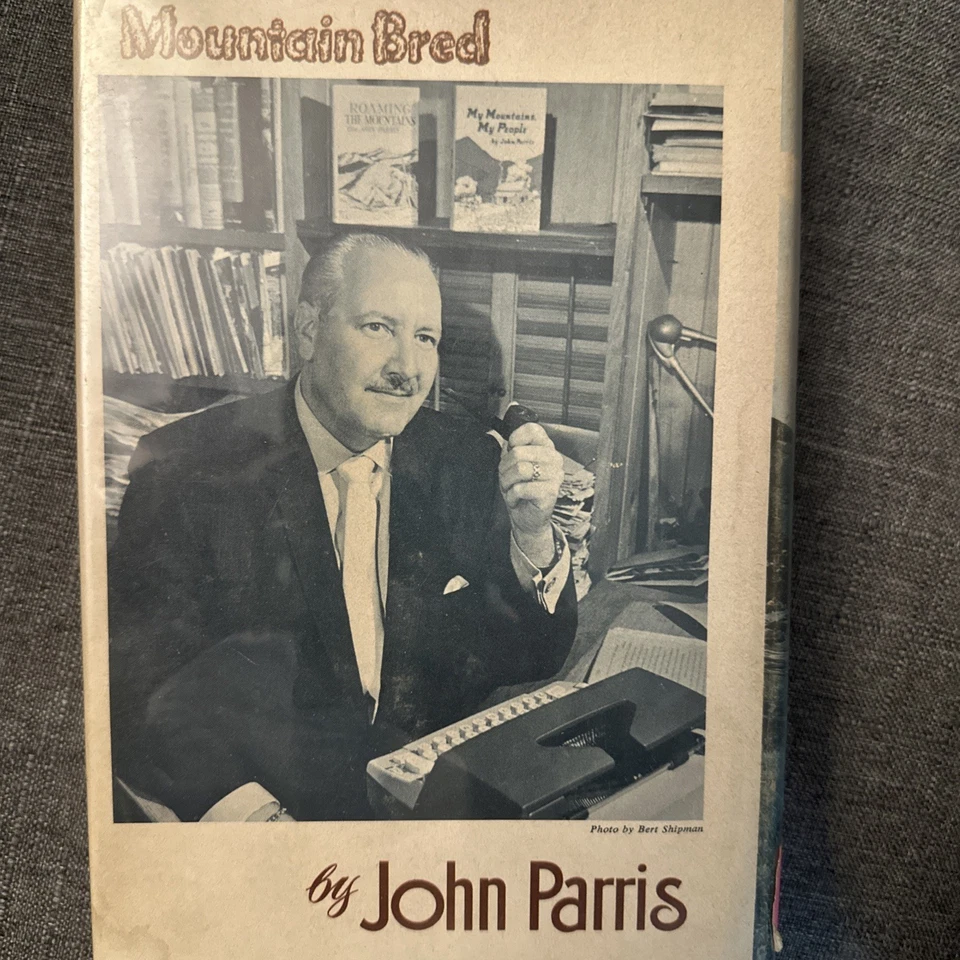 Mountain Bred
ROAMING
THE MOUNTAINS
My Mountains,
My People
by John Parris
Photo by Bert Shipman
by John Parris